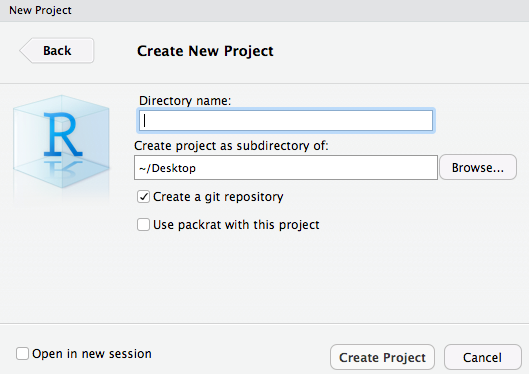 New Project
Back
Create New Project
R
Directory name:
Create project as subdirectory of:
~/Desktop
Browse...
Create a git repository
Use packrat with this project
Open in new session
Create Project
Cancel